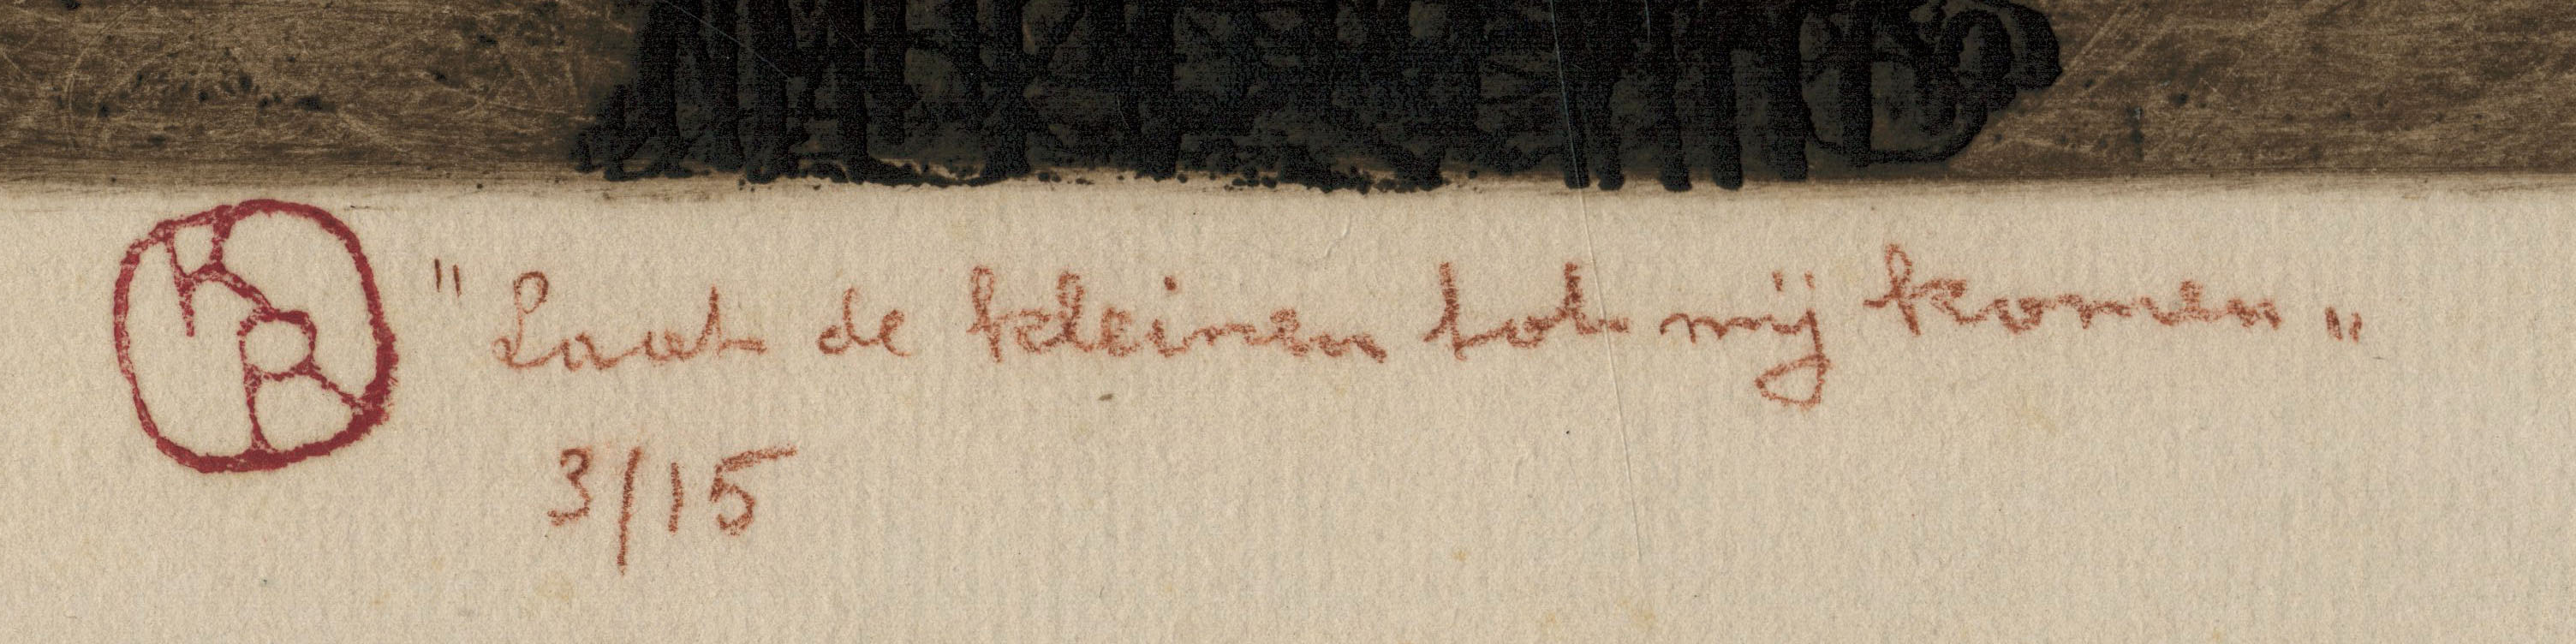 "Laat de kleinen tot mij komen„
3/15